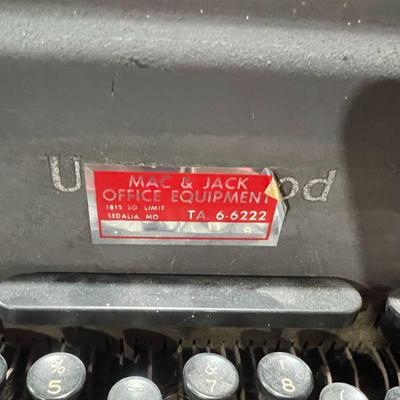 U od
MAC & JACK
OFFICE EQUIPMENT
1815 SO LIMIT
SEDALIA, MO TA. 6-6222
% & '
5 7 8